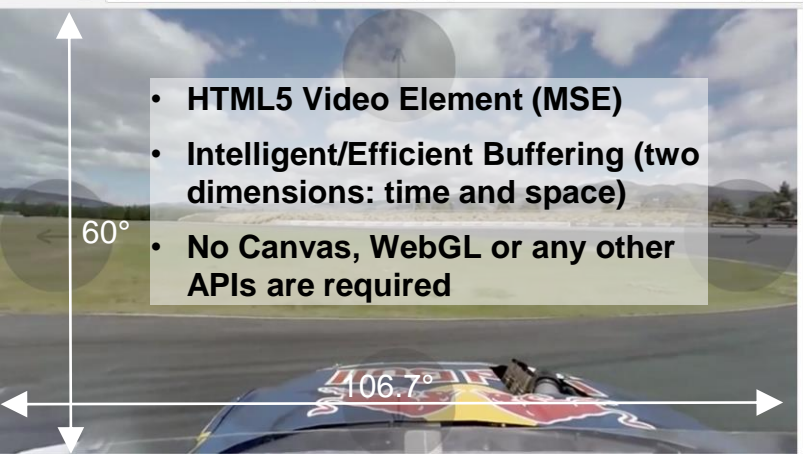 • HTML5 Video Element (MSE)
• Intelligent/Efficient Buffering (two
dimensions: time and space)
60°
• No Canvas, WebGL or any other
APIs are required
106.7°